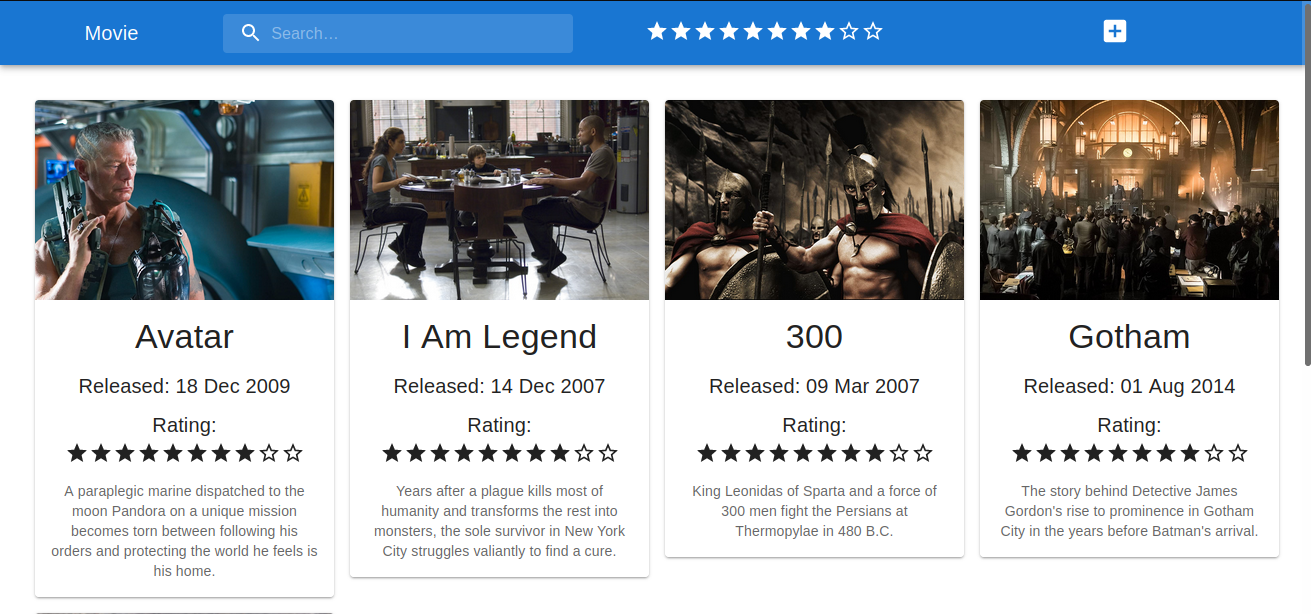 Movie
Search…
Avatar
Released: 18 Dec 2009
Rating:
A paraplegic marine dispatched to the
moon Pandora on a unique mission
becomes torn between following his
orders and protecting the world he feels is
his home.
I Am Legend
Released: 14 Dec 2007
Rating:
Years after a plague kills most of
humanity and transforms the rest into
monsters, the sole survivor in New York
City struggles valiantly to find a cure.
300
Released: 09 Mar 2007
Rating:
King Leonidas of Sparta and a force of
300 men fight the Persians at
Thermopylae in 480 B.C.
Gotham
Released: 01 Aug 2014
Rating:
The story behind Detective James
Gordon's rise to prominence in Gotham
City in the years before Batman's arrival.